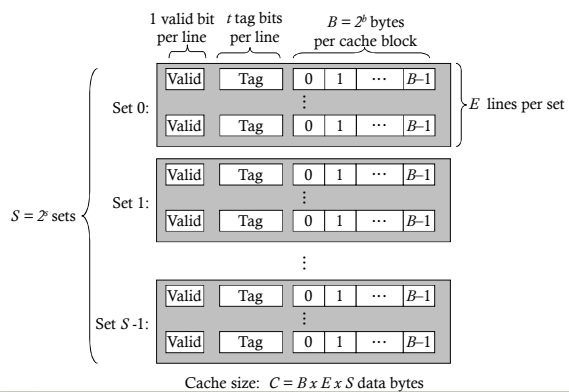 1 valid bit per line
t tag bits per line
B = 2^b bytes per cache block
Set 0:
Valid Tag 0 1 ··· B–1
⋮
Valid Tag 0 1 ··· B–1
E lines per set
S = 2^s sets
Set 1:
Valid Tag 0 1 ··· B–1
⋮
Valid Tag 0 1 ··· B–1
⋮
Set S -1:
Valid Tag 0 1 ··· B–1
⋮
Valid Tag 0 1 ··· B–1
Cache size: C = B x E x S data bytes